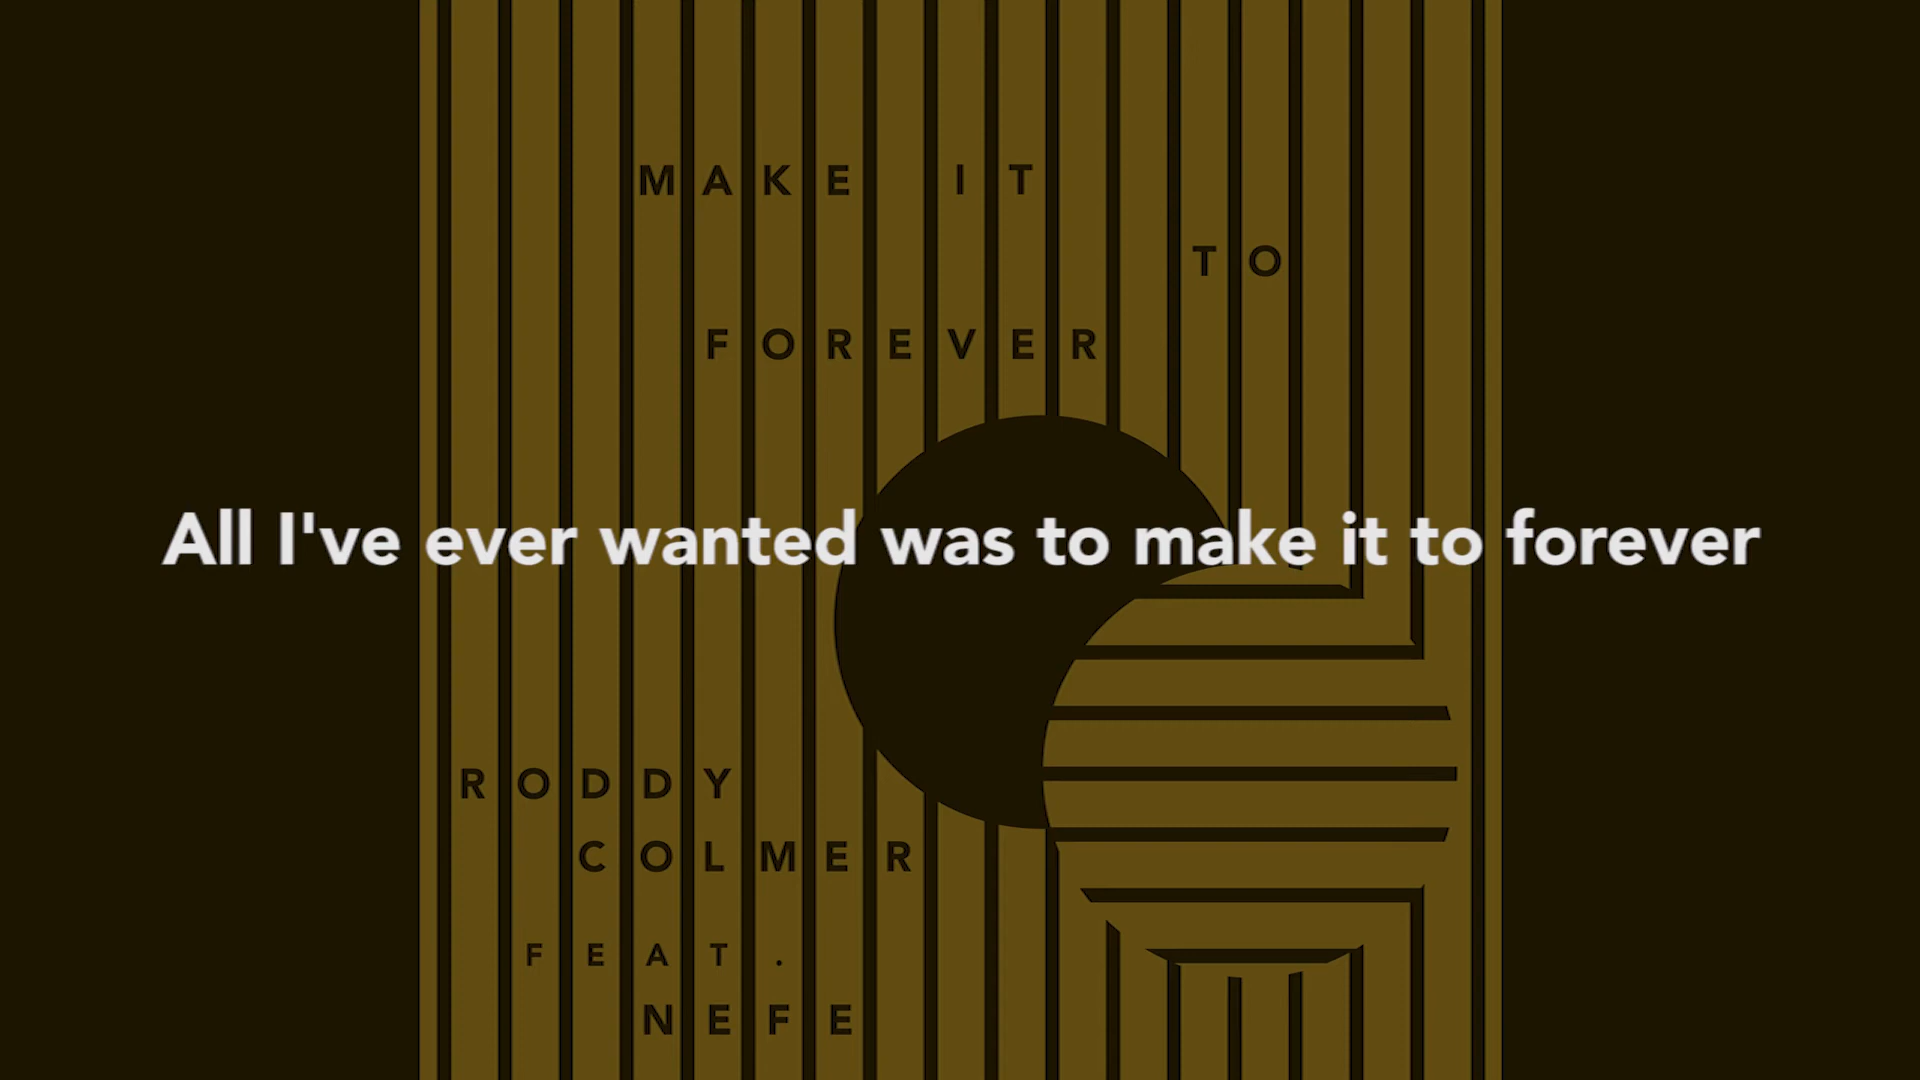 MAKE IT
TO
FOREVER
All I've ever wanted was to make it to forever
RODDY
COLMER
FEAT.
NEFE